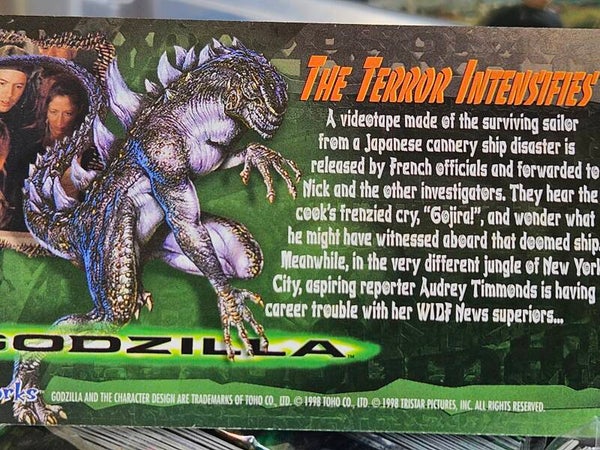 THE TERROR INTENSIFIES
A videotape made of the surviving sailor
from a Japanese cannery ship disaster is
released by French officials and forwarded to
Nick and the other investigators. They hear the
cook's frenzied cry, "Gojira!", and wonder what
he might have witnessed aboard that doomed ship.
Meanwhile, in the very different jungle of New York
City, aspiring reporter Audrey Timmonds is having
career trouble with her WIDF News superiors...
GODZILLA
GODZILLA AND THE CHARACTER DESIGN ARE TRADEMARKS OF TOHO CO., LTD. © 1998 TOHO CO., LTD. © 1998 TRISTAR PICTURES, INC. ALL RIGHTS RESERVED.